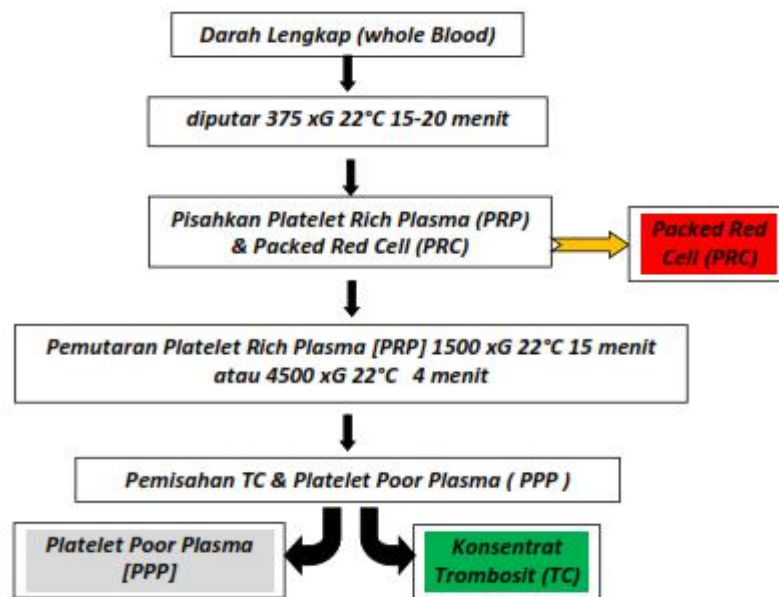 Darah Lengkap (whole Blood)
diputar 375 xG 22°C 15-20 menit
Pisahkan Platelet Rich Plasma (PRP)
& Packed Red Cell (PRC)
Packed Red
Cell (PRC)
Pemutaran Platelet Rich Plasma [PRP] 1500 xG 22°C 15 menit
atau 4500 xG 22°C 4 menit
Pemisahan TC & Platelet Poor Plasma ( PPP )
Platelet Poor Plasma
[PPP]
Konsentrat
Trombosit (TC)